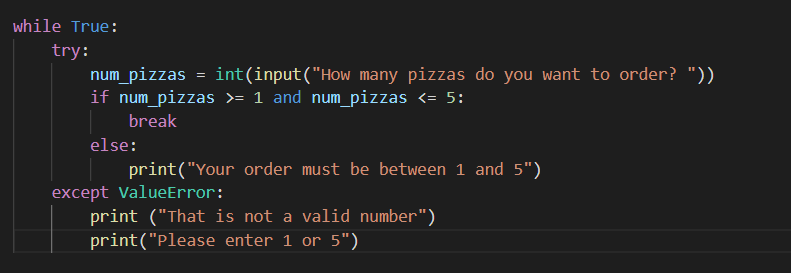 while True:
    try:
        num_pizzas = int(input("How many pizzas do you want to order? "))
        if num_pizzas >= 1 and num_pizzas <= 5:
            break
        else:
            print("Your order must be between 1 and 5")
    except ValueError:
        print ("That is not a valid number")
        print("Please enter 1 or 5")